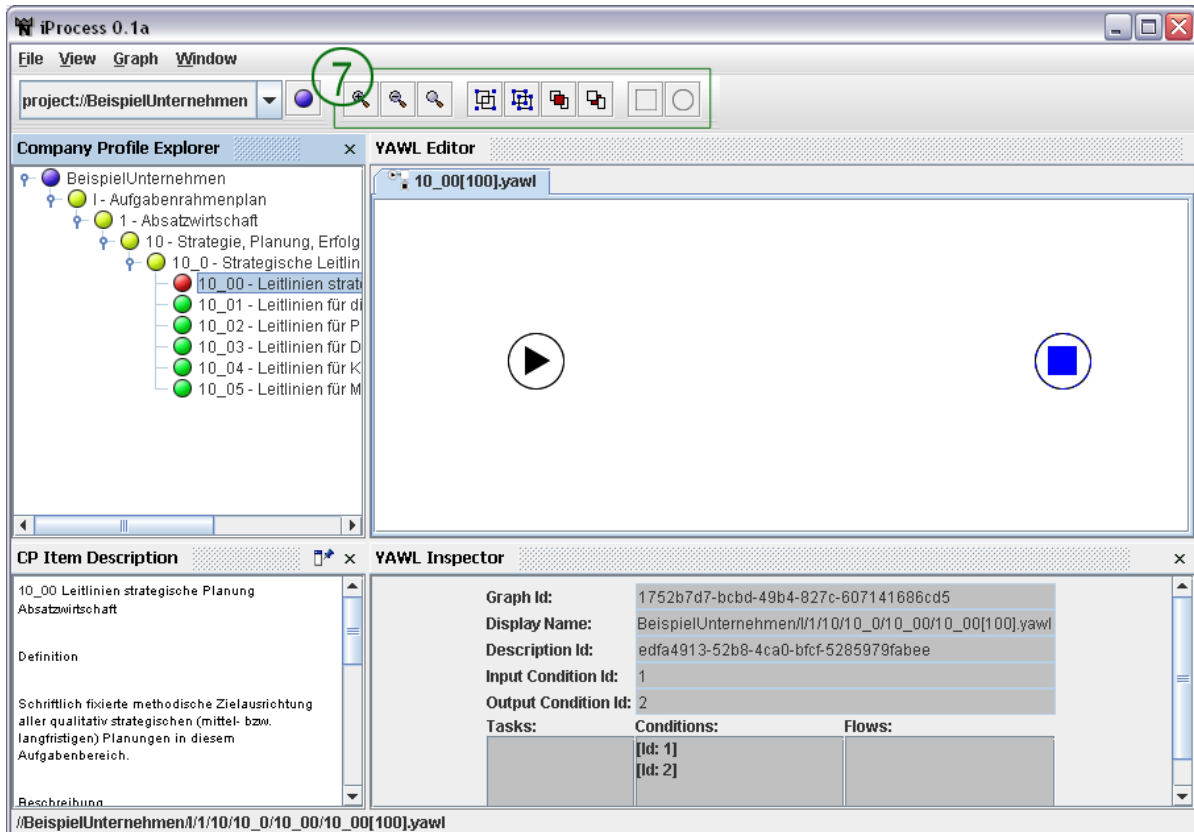 iProcess 0.1a
File View Graph Window
7
project://BeispielUnternehmen
Company Profile Explorer
BeispielUnternehmen
I - Aufgabenrahmenplan
1 - Absatzwirtschaft
10 - Strategie, Planung, Erfolg
10_0 - Strategische Leitlin
10_00 - Leitlinien strate
10_01 - Leitlinien für di
10_02 - Leitlinien für P
10_03 - Leitlinien für D
10_04 - Leitlinien für K
10_05 - Leitlinien für M
YAWL Editor
10_00[100].yawl
CP Item Description
10_00 Leitlinien strategische Planung
Absatzwirtschaft
Definition
Schriftlich fixierte methodische Zielausrichtung
aller qualitativ strategischen (mittel- bzw.
langfristigen) Planungen in diesem
Aufgabenbereich.
Beschreibung
YAWL Inspector
Graph Id: 1752b7d7-bcbd-49b4-827c-607141686cd5
Display Name: BeispielUnternehmen/I/1/10/10_0/10_00/10_00[100].yawl
Description Id: edfa4913-52b8-4ca0-bfcf-5285979fabee
Input Condition Id: 1
Output Condition Id: 2
Tasks: Conditions: Flows:
[Id: 1]
[Id: 2]
//BeispielUnternehmen/I/1/10/10_0/10_00/10_00[100].yawl